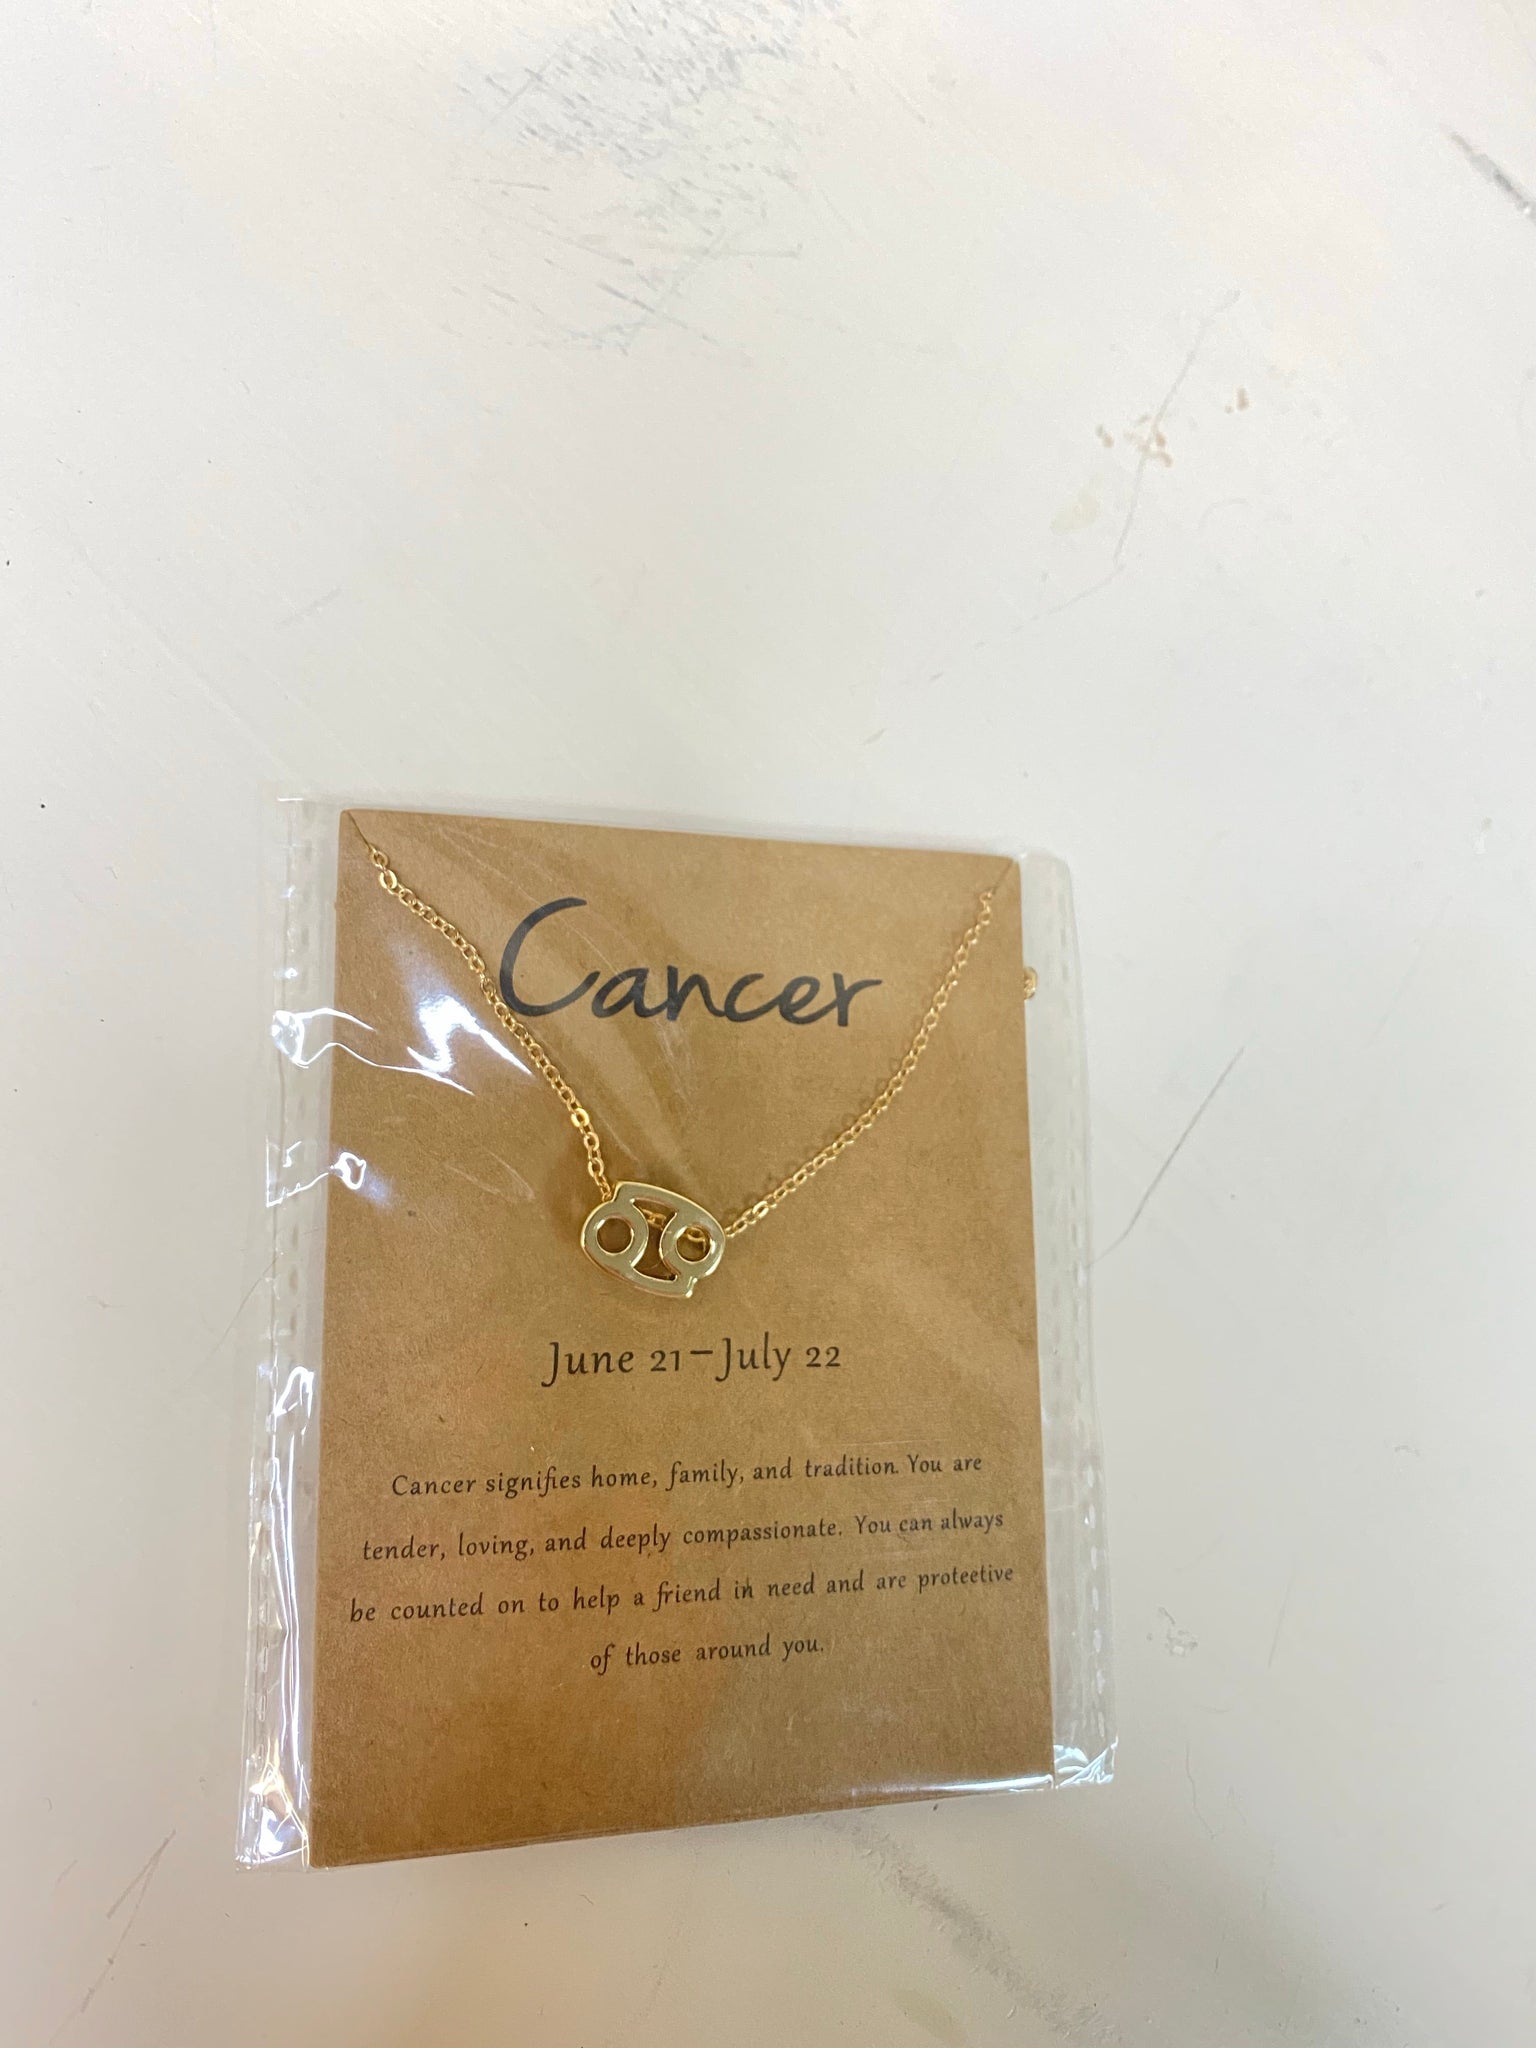 Cancer
June 21-July 22
Cancer signifies home, family, and tradition. You are
tender, loving, and deeply compassionate. You can always
be counted on to help a friend in need and are proteetive
of those around you.